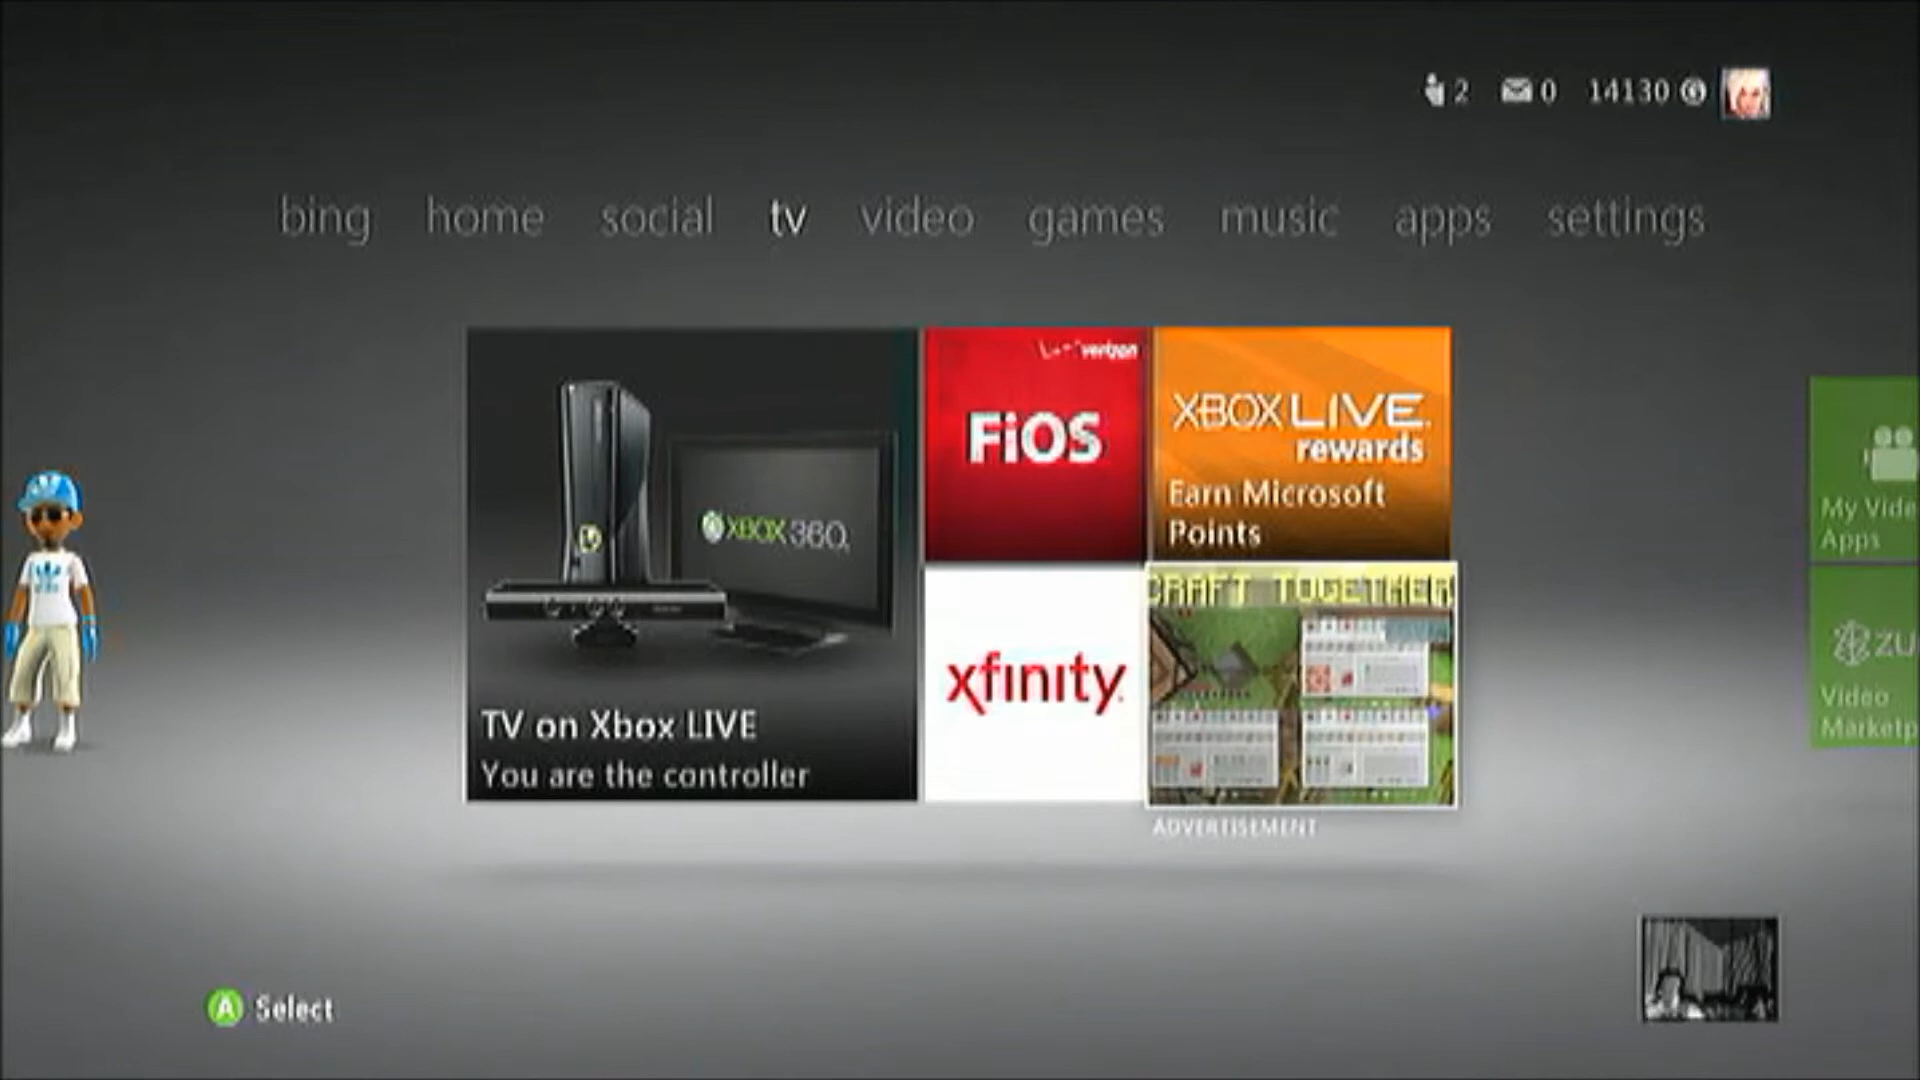 2 0 14130
bing home social tv video games music apps settings
verizon
FiOS
XBOX LIVE
rewards
Earn Microsoft
Points
XBOX 360
TV on Xbox LIVE
You are the controller
xfinity
CRAFT TOGETHER
ADVERTISEMENT
My Vide
Apps
ZU
Video
Marketp
A Select